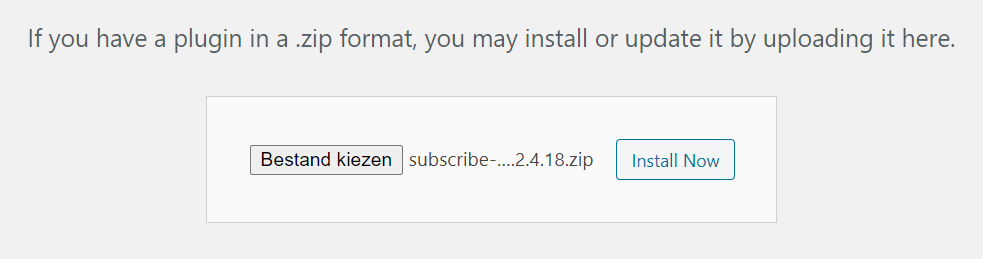 If you have a plugin in a .zip format, you may install or update it by uploading it here.
Bestand kiezen subscribe-....2.4.18.zip Install Now